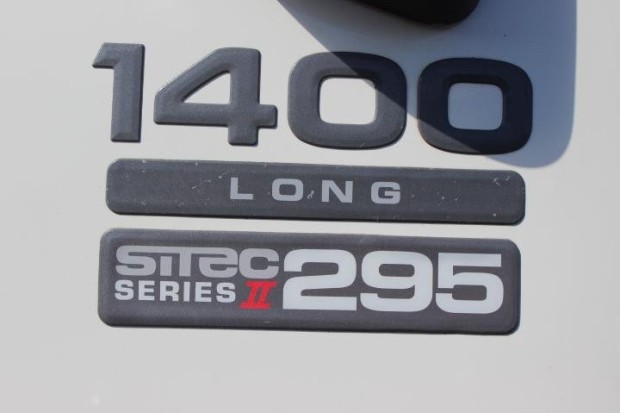 1400
LONG
SiTEC
SERIES II 295